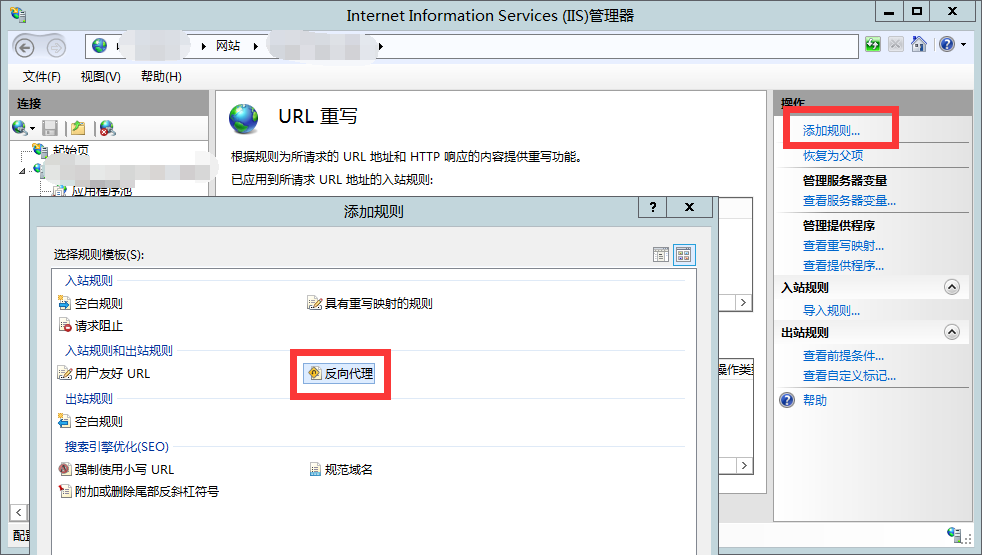 Internet Information Services (IIS)管理器
网站
文件(F) 视图(V) 帮助(H)
连接
起始页
应用程序池
URL 重写
根据规则为所请求的 URL 地址和 HTTP 响应的内容提供重写功能。
已应用到所请求 URL 地址的入站规则:
操作类
操作
添加规则...
恢复为父项
管理服务器变量
查看服务器变量...
管理提供程序
查看重写映射...
查看提供程序...
入站规则
导入规则...
出站规则
查看前提条件...
查看自定义标记...
帮助
添加规则
选择规则模板(S):
入站规则
空白规则 具有重写映射的规则
请求阻止
入站规则和出站规则
用户友好 URL 反向代理
出站规则
空白规则
搜索引擎优化(SEO)
强制使用小写 URL 规范域名
附加或删除尾部反斜杠符号